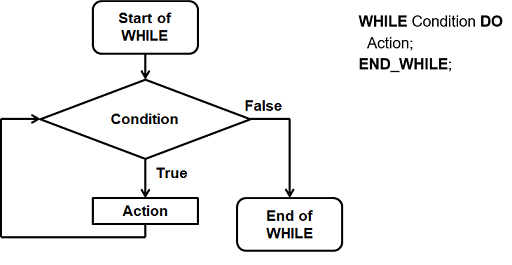 Start of
WHILE
WHILE Condition DO
Action;
END_WHILE;
Condition
False
True
Action
End of
WHILE